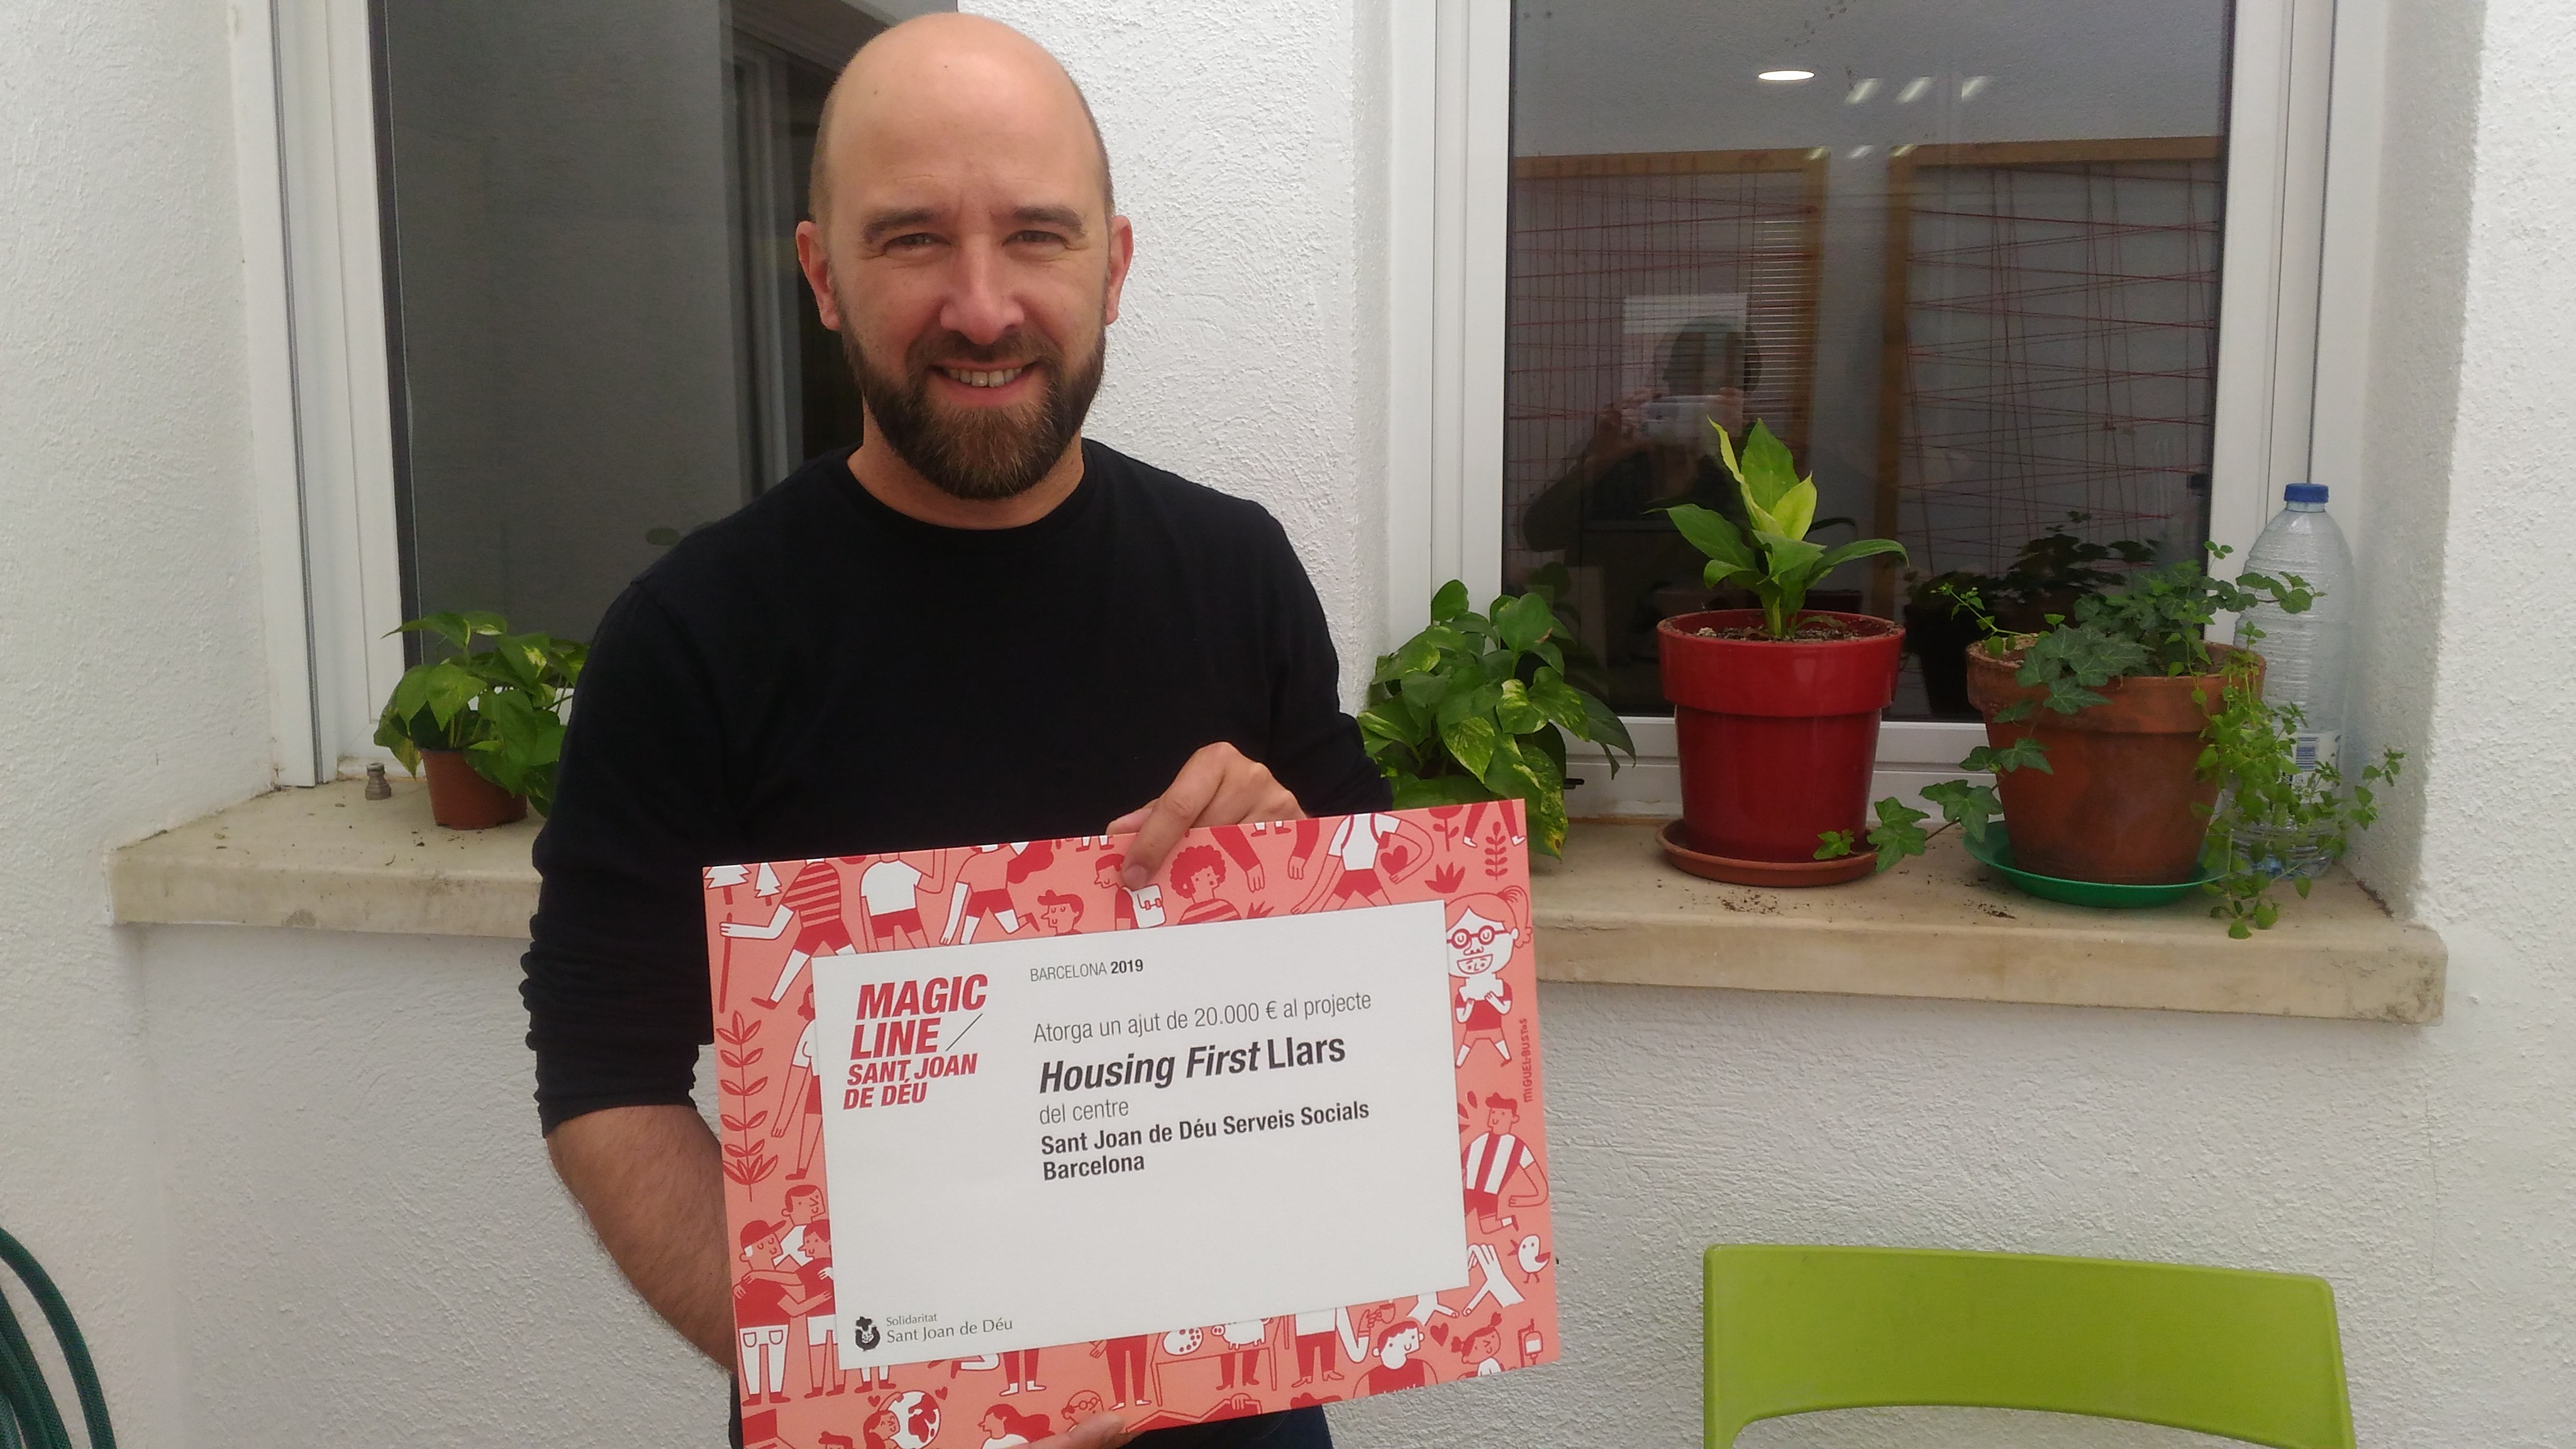 MAGIC
LINE
SANT JOAN
DE DÉU
BARCELONA 2019
Atorga un ajut de 20.000 € al projecte
Housing First Llars
del centre
Sant Joan de Déu Serveis Socials
Barcelona
Solidaritat
Sant Joan de Déu
MIGUEL BUSTOS